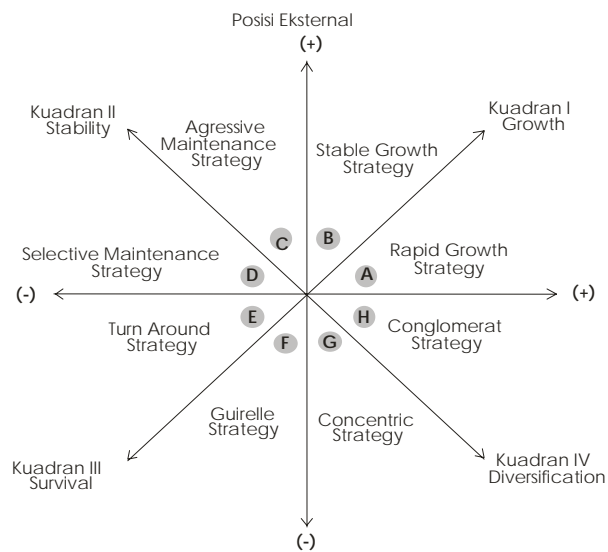 Posisi Eksternal
(+)
Kuadran II
Stability
Agressive
Maintenance
Strategy
Stable Growth
Strategy
Kuadran I
Growth
C
B
Selective Maintenance
Strategy
D
A
Rapid Growth
Strategy
(-)
(+)
E
H
Turn Around
Strategy
F
G
Conglomerat
Strategy
Guirelle
Strategy
Concentric
Strategy
Kuadran III
Survival
Kuadran IV
Diversification
(-)